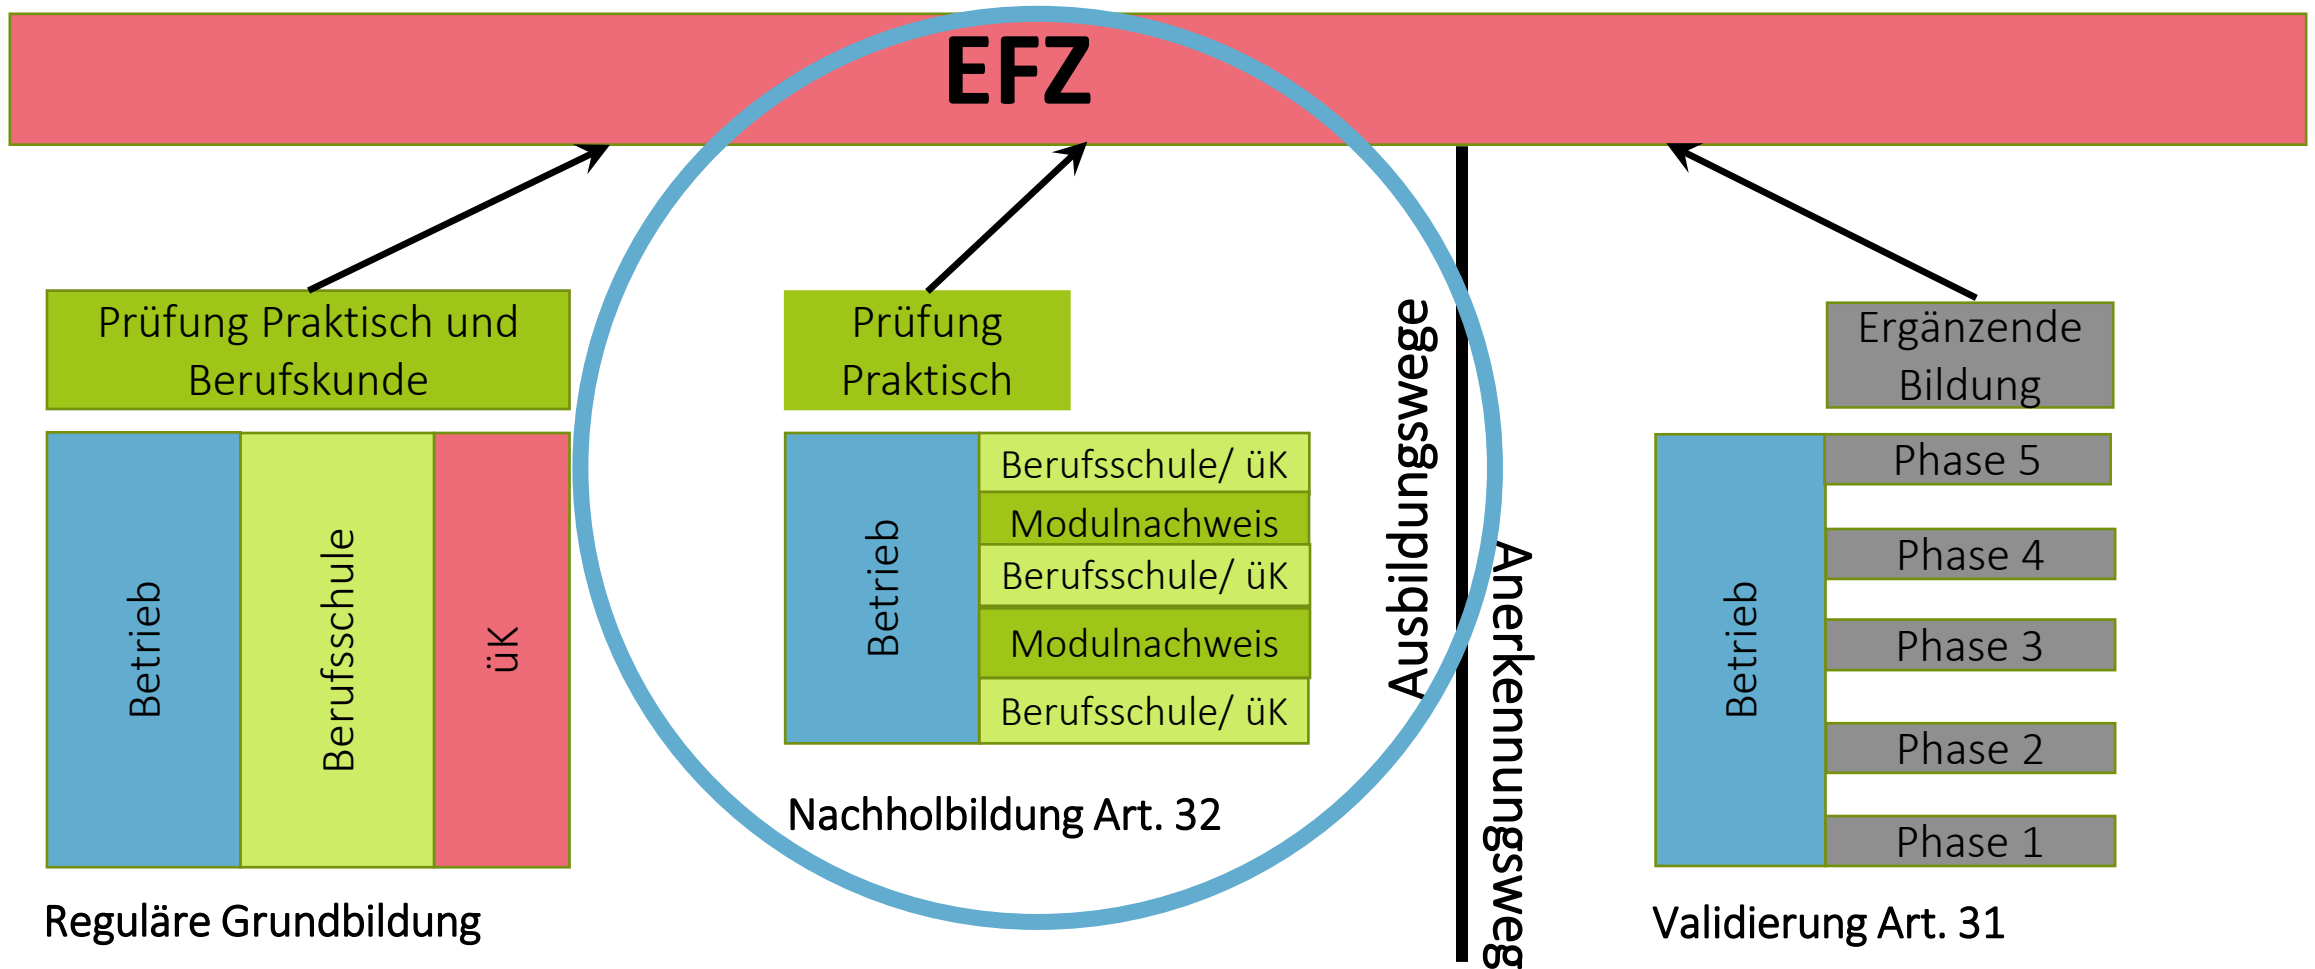 EFZ
Prüfung Praktisch und
Berufskunde
Betrieb
Berufsschule
üK
Reguläre Grundbildung
Prüfung
Praktisch
Betrieb
Berufsschule/ üK
Modulnachweis
Berufsschule/ üK
Modulnachweis
Berufsschule/ üK
Nachholbildung Art. 32
Ausbildungswege
Anerkennungsweg
Ergänzende
Bildung
Betrieb
Phase 5
Phase 4
Phase 3
Phase 2
Phase 1
Validierung Art. 31